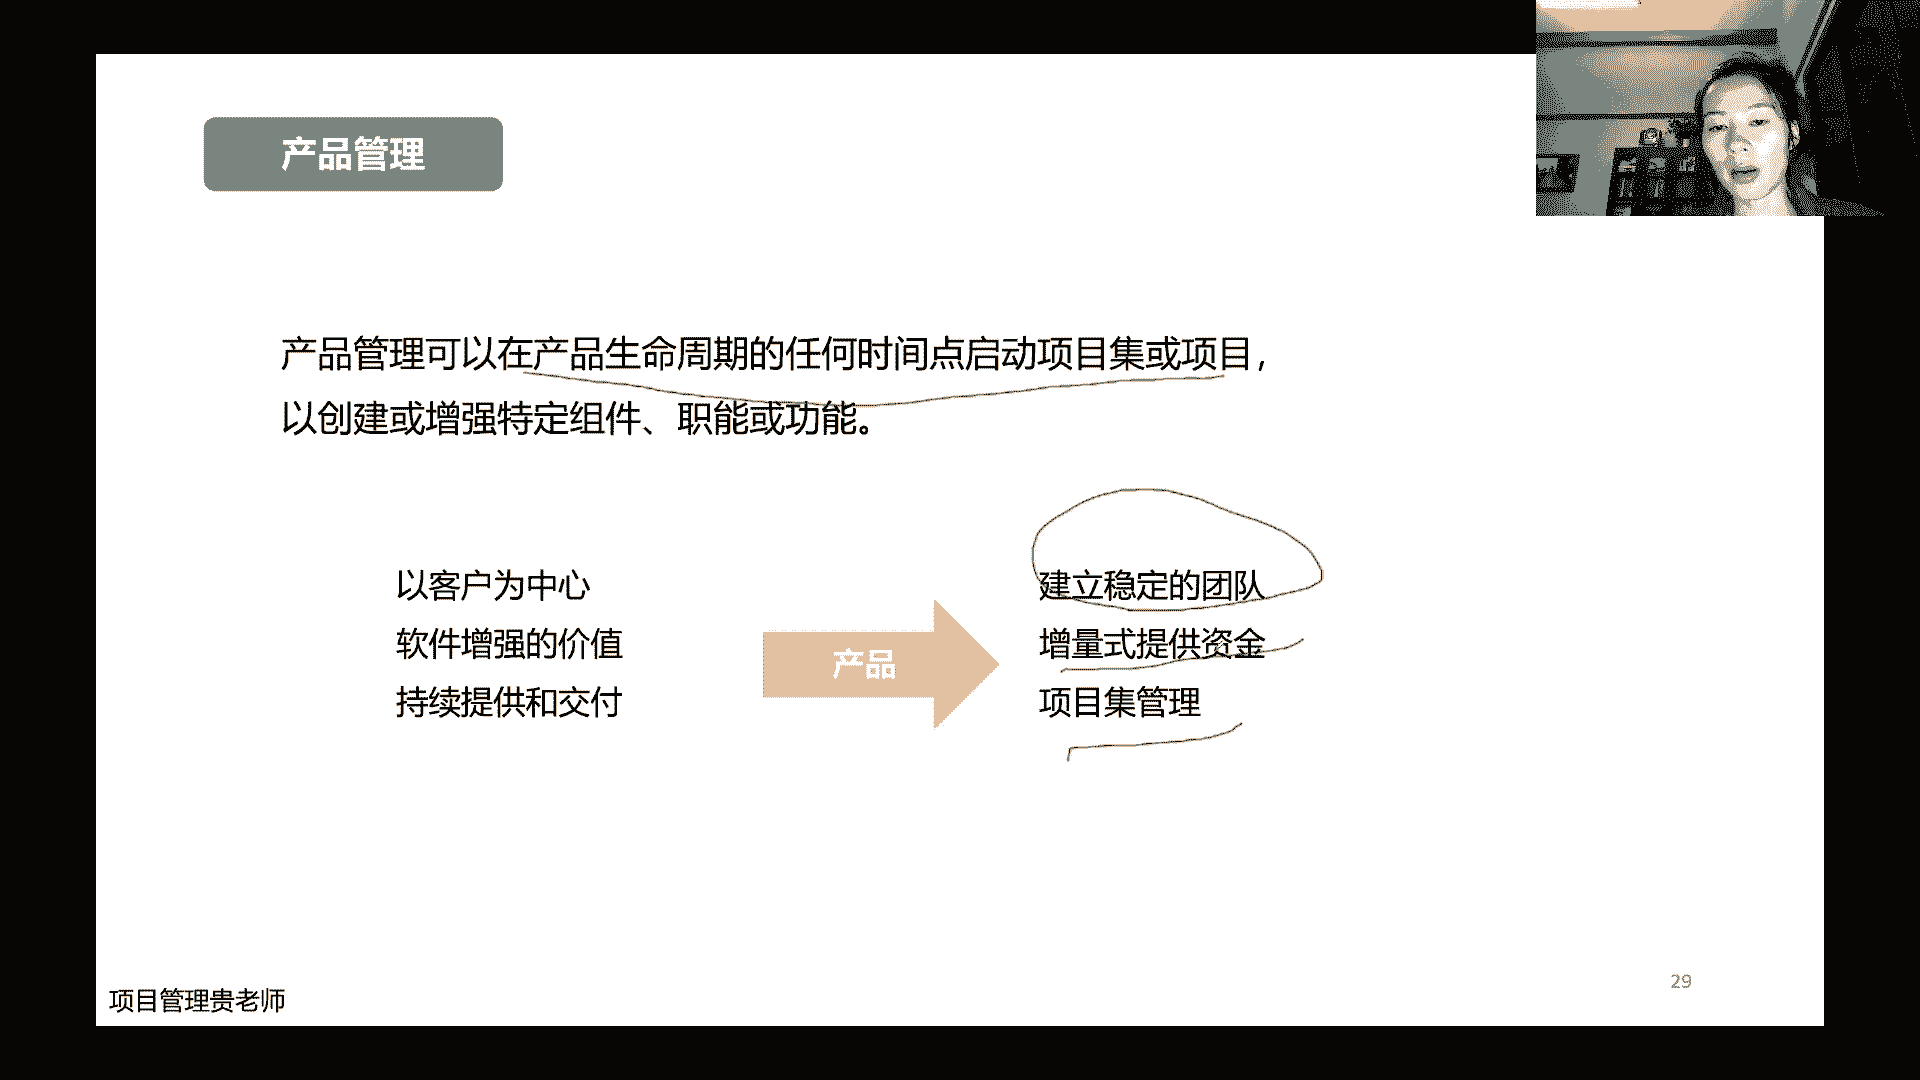 产品管理
产品管理可以在产品生命周期的任何时间点启动项目集或项目，
以创建或增强特定组件、职能或功能。
以客户为中心
软件增强的价值
持续提供和交付
产品
建立稳定的团队
增量式提供资金
项目集管理
项目管理贵老师
29